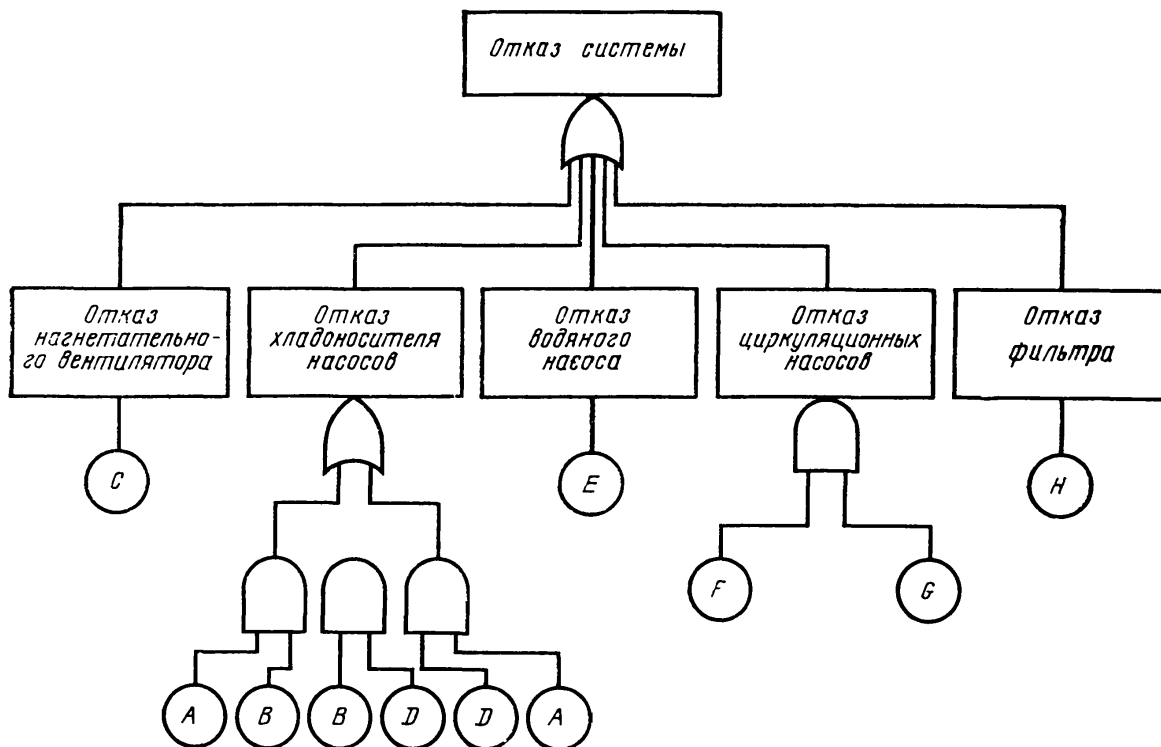 Отказ системы
Отказ
нагнетательно-
го вентилятора
Отказ
хладоносителя
насосов
Отказ
водяного
насоса
Отказ
циркуляционных
насосов
Отказ
фильтра
C
E
H
F
G
A
B
B
D
D
A